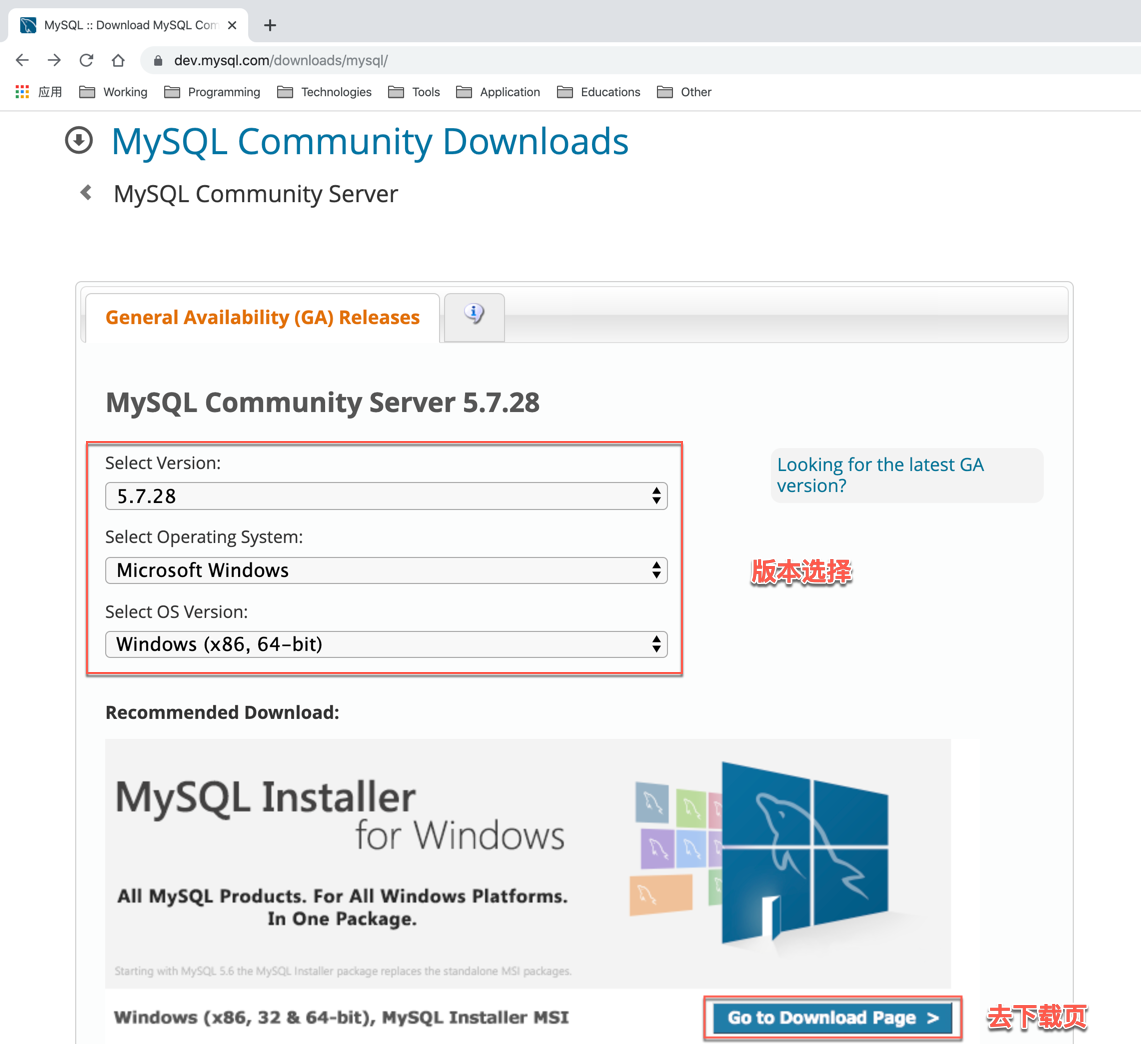 MySQL :: Download MySQL Com
dev.mysql.com/downloads/mysql/
应用 Working Programming Technologies Tools Application Educations Other
MySQL Community Downloads
MySQL Community Server
General Availability (GA) Releases
MySQL Community Server 5.7.28
Select Version:
5.7.28
Select Operating System:
Microsoft Windows
Select OS Version:
Windows (x86, 64-bit)
Looking for the latest GA
version?
版本选择
Recommended Download:
MySQL Installer
for Windows
All MySQL Products. For All Windows Platforms.
In One Package.
Starting with MySQL 5.6 the MySQL Installer package replaces the standalone MSI packages.
Windows (x86, 32 & 64-bit), MySQL Installer MSI
Go to Download Page >
去下载页